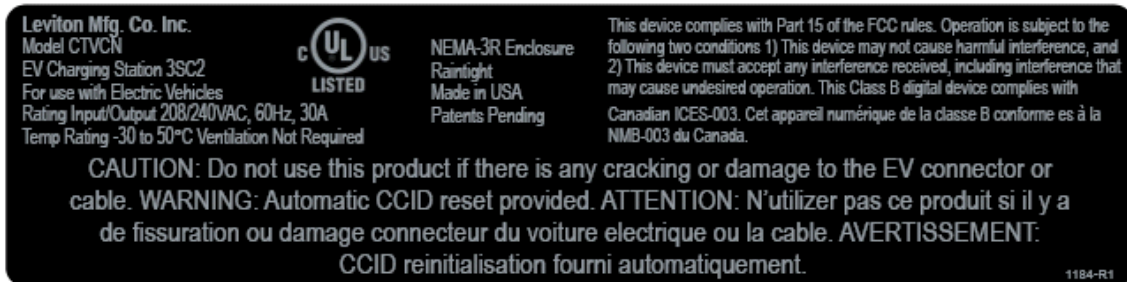 Leviton Mfg. Co. Inc.
Model CTVCN
EV Charging Station 3SC2
For use with Electric Vehicles
Rating Input/Output 208/240VAC, 60Hz, 30A
Temp Rating -30 to 50°C Ventilation Not Required
C UL US
LISTED
NEMA-3R Enclosure
Raintight
Made in USA
Patents Pending
This device complies with Part 15 of the FCC rules. Operation is subject to the
following two conditions 1) This device may not cause harmful interference, and
2) This device must accept any interference received, including interference that
may cause undesired operation. This Class B digital device complies with
Canadian ICES-003. Cet appareil numérique de la classe B conforme es à la
NMB-003 du Canada.
CAUTION: Do not use this product if there is any cracking or damage to the EV connector or
cable. WARNING: Automatic CCID reset provided. ATTENTION: N'utilizer pas ce produit si il y a
de fissuration ou damage connecteur du voiture electrique ou la cable. AVERTISSEMENT:
CCID reinitialisation fourni automatiquement.
1184-R1